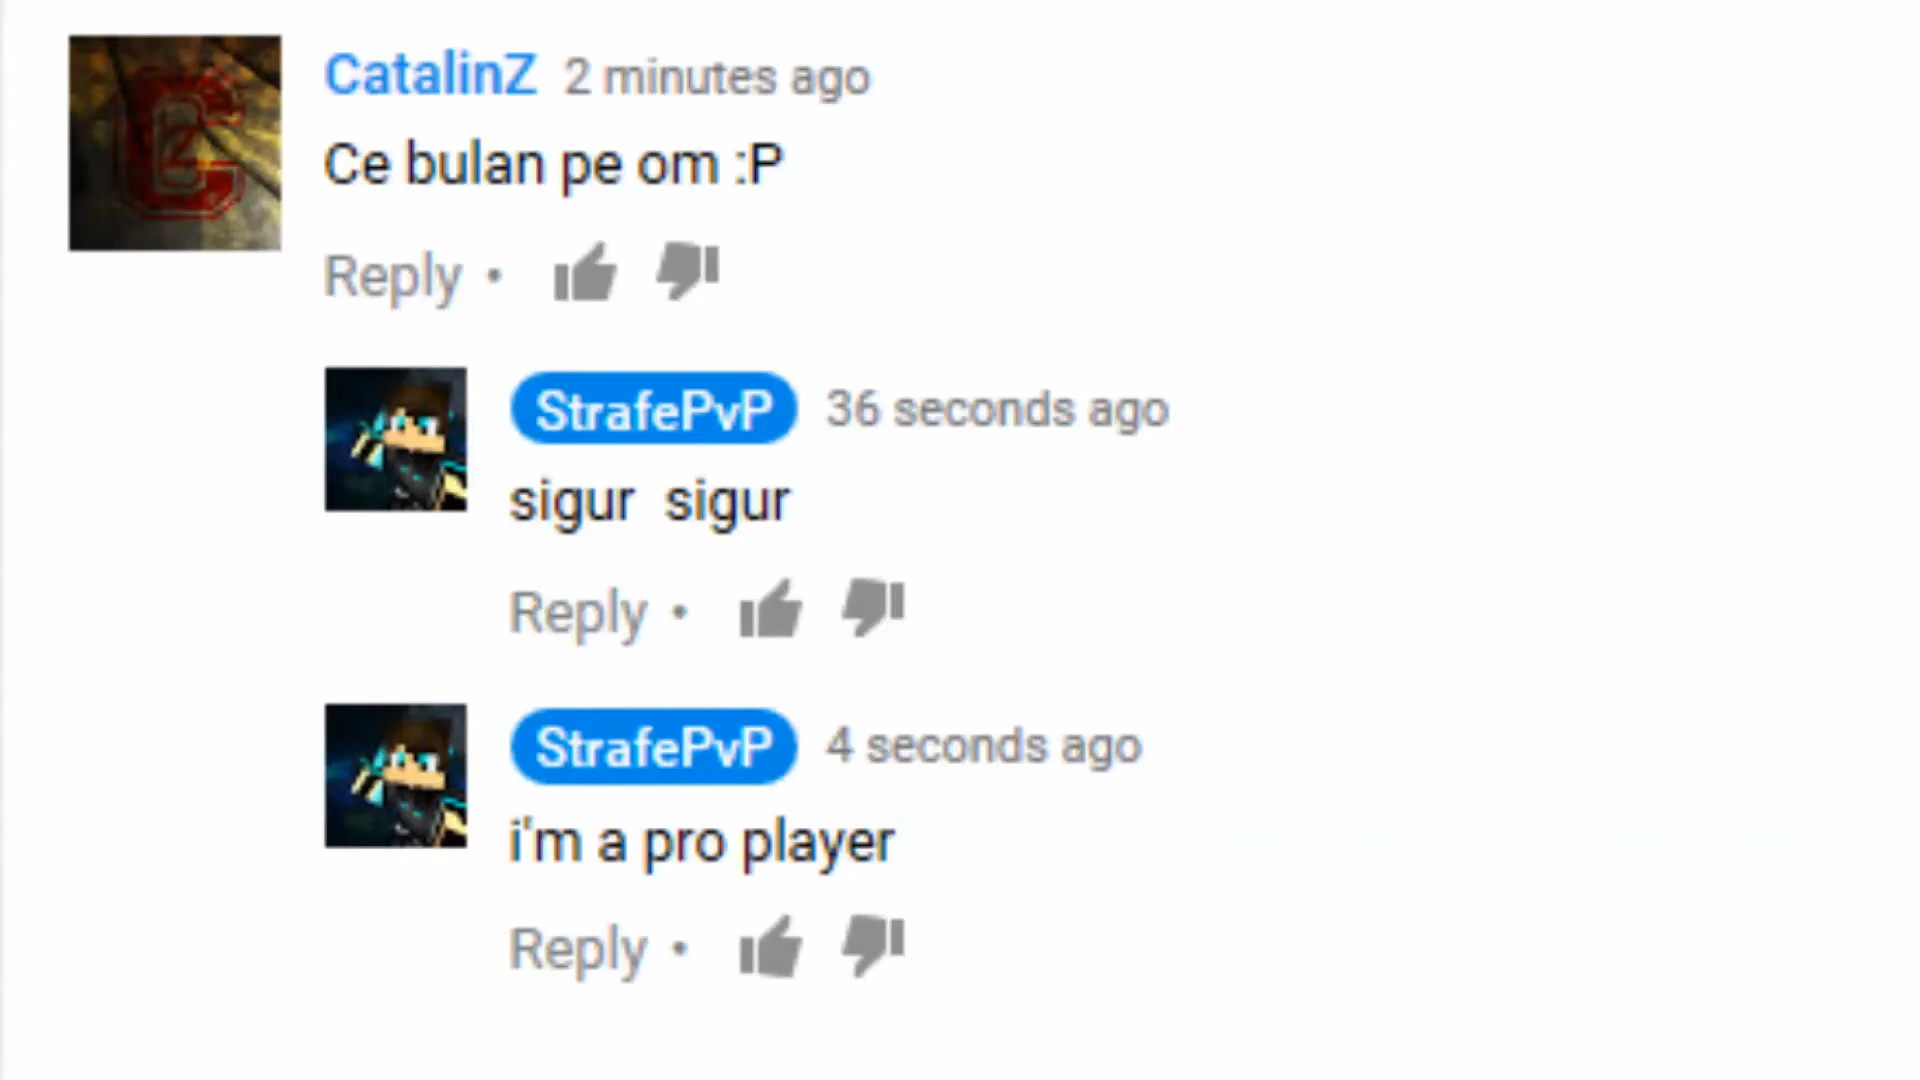 CatalinZ 2 minutes ago
Ce bulan pe om :P
Reply •
StrafePvP 36 seconds ago
sigur  sigur
Reply •
StrafePvP 4 seconds ago
i'm a pro player
Reply •